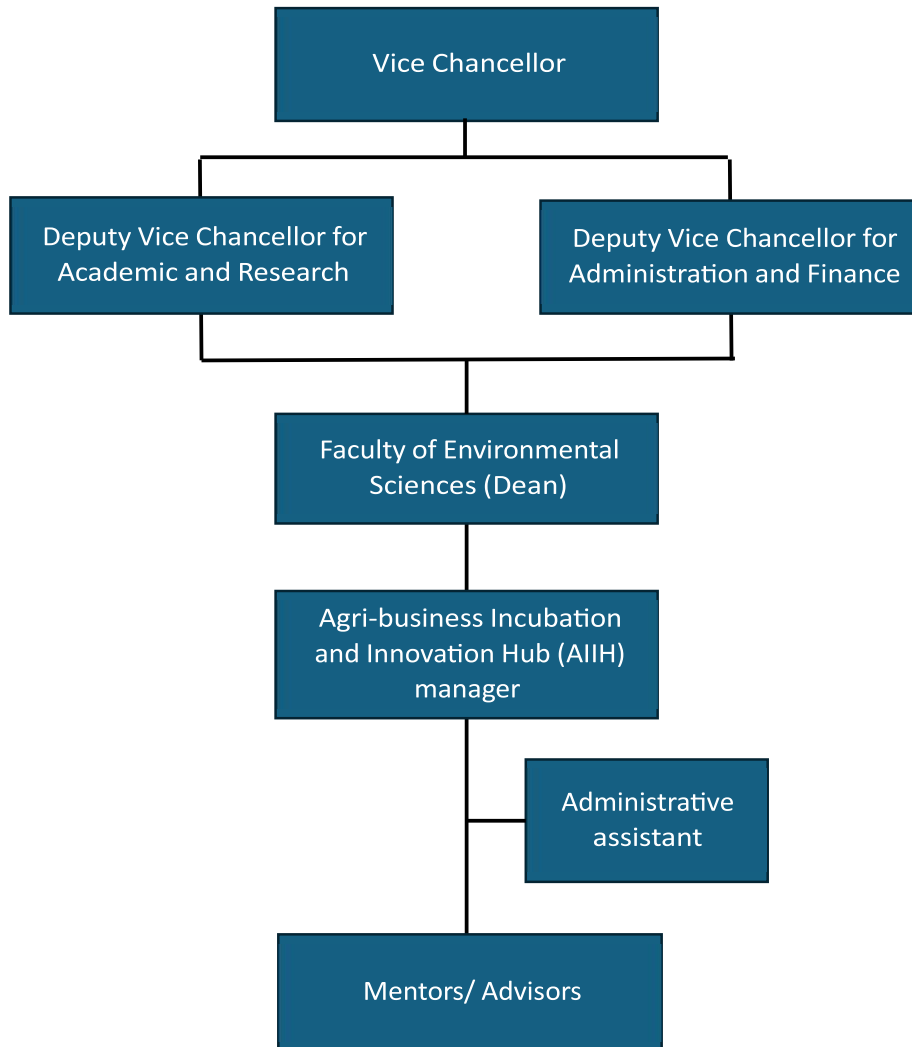 Vice Chancellor
Deputy Vice Chancellor for
Academic and Research
Deputy Vice Chancellor for
Administration and Finance
Faculty of Environmental
Sciences (Dean)
Agri-business Incubation
and Innovation Hub (AIIH)
manager
Administrative
assistant
Mentors/ Advisors